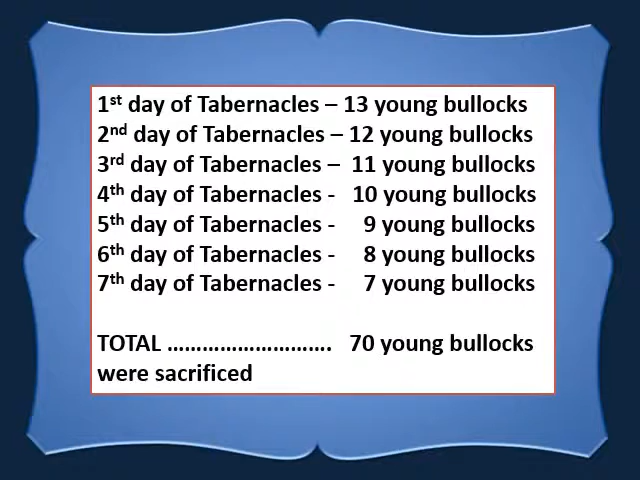 1st day of Tabernacles – 13 young bullocks
2nd day of Tabernacles – 12 young bullocks
3rd day of Tabernacles – 11 young bullocks
4th day of Tabernacles - 10 young bullocks
5th day of Tabernacles - 9 young bullocks
6th day of Tabernacles - 8 young bullocks
7th day of Tabernacles - 7 young bullocks
TOTAL ………………………. 70 young bullocks
were sacrificed